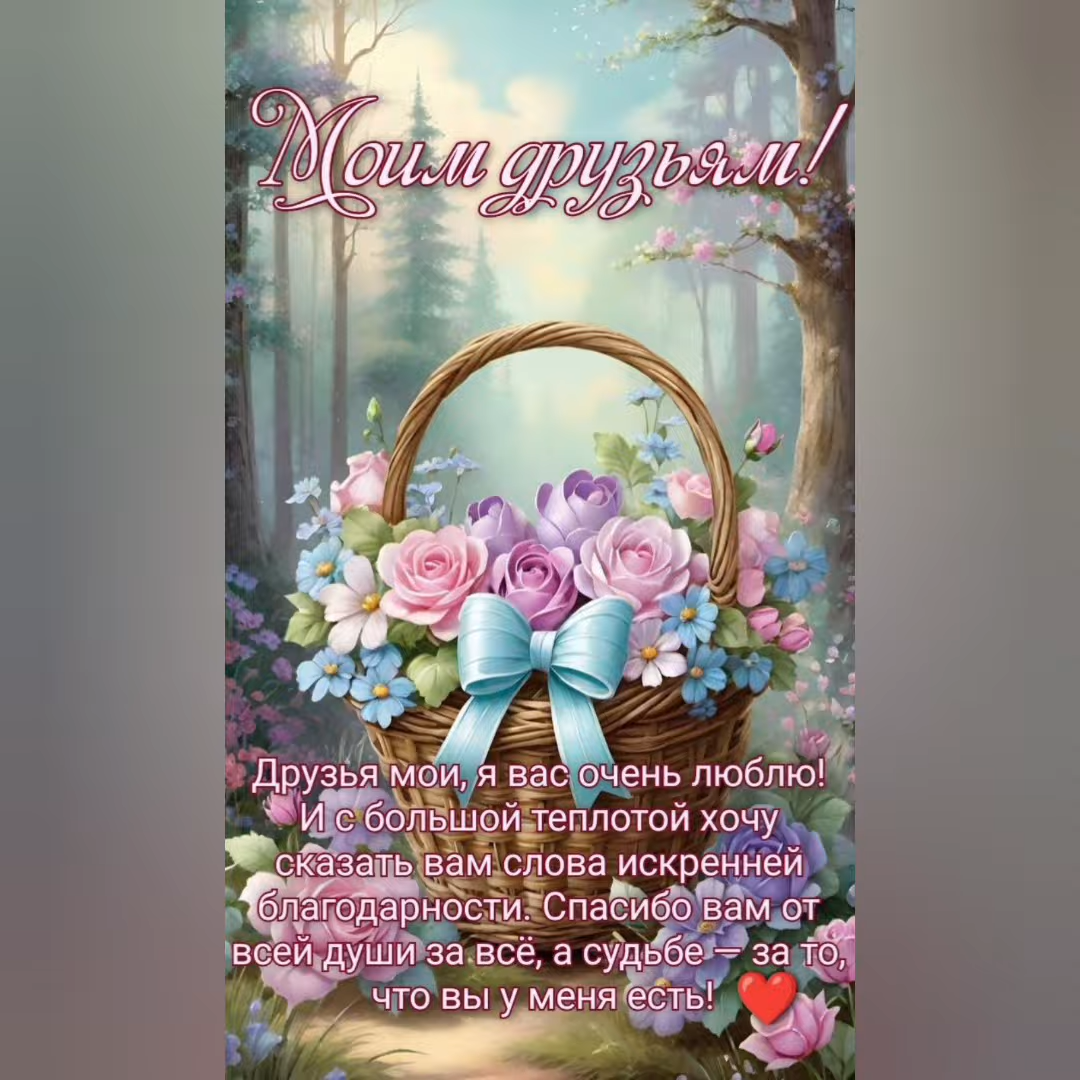 Моим друзьям!
Друзья мои, я вас очень люблю!
И с большой теплотой хочу
сказать вам слова искренней
благодарности. Спасибо вам от
всей души за всё, а судьбе — за то,
что вы у меня есть! ❤️